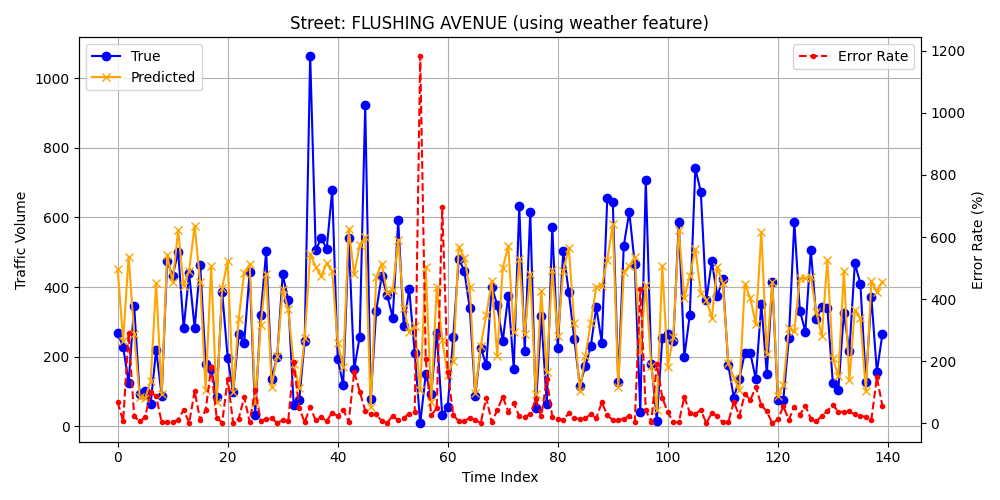 Street: FLUSHING AVENUE (using weather feature)
True
Predicted
Error Rate
Traffic Volume
0
200
400
600
800
1000
Error Rate (%)
0
200
400
600
800
1000
1200
0 20 40 60 80 100 120 140
Time Index